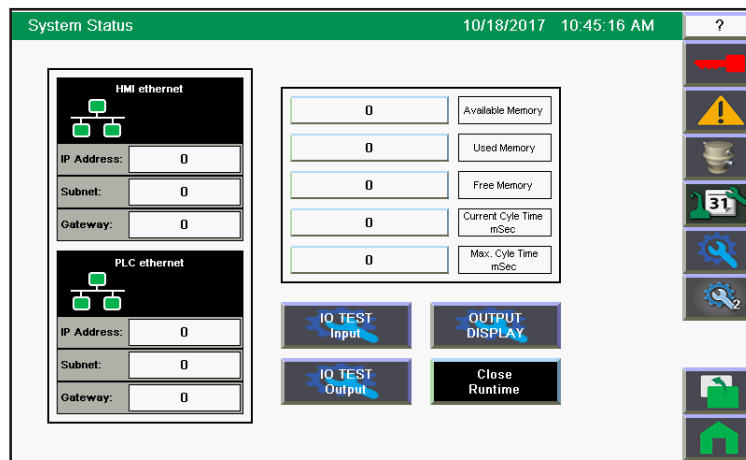 System Status
10/18/2017 10:45:16 AM
?
HMI ethernet
IP Address: 0
Subnet: 0
Gateway: 0
PLC ethernet
IP Address: 0
Subnet: 0
Gateway: 0
0 Available Memory
0 Used Memory
0 Free Memory
0 Current Cyle Time
mSec
0 Max. Cyle Time
mSec
IO TEST
Input
OUTPUT
DISPLAY
IO TEST
Output
Close
Runtime
31
2